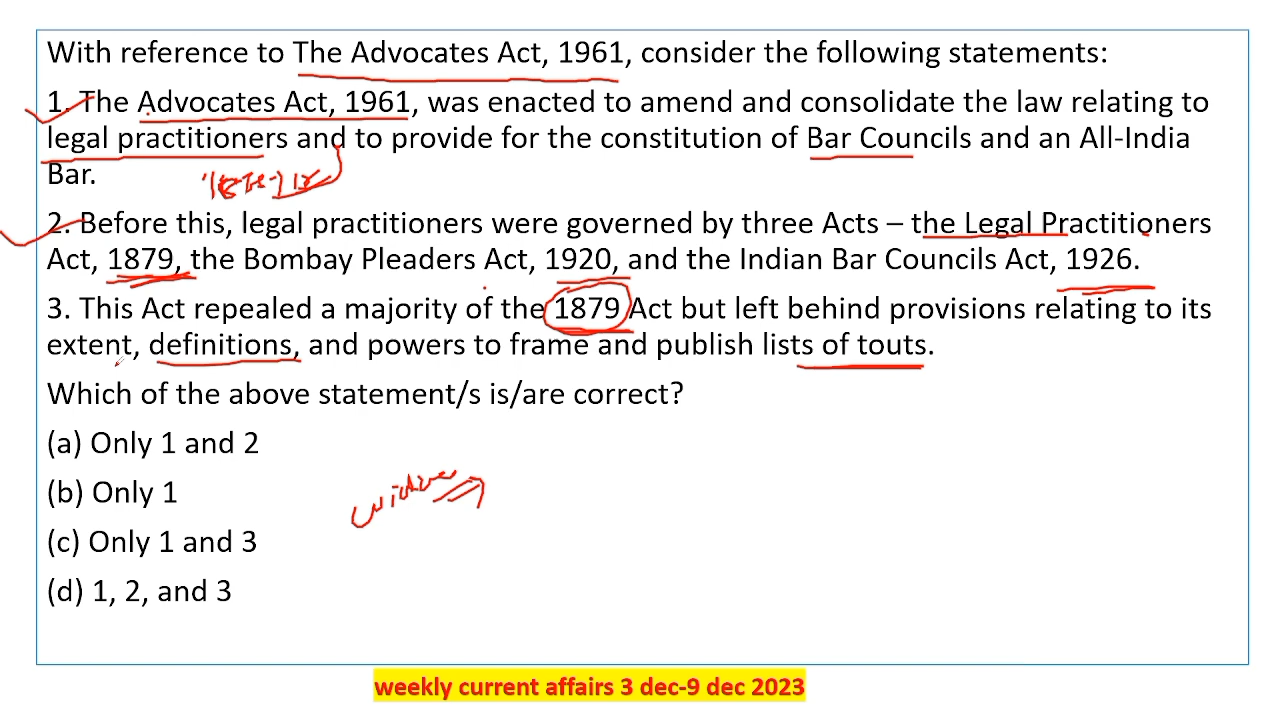 With reference to The Advocates Act, 1961, consider the following statements:
1. The Advocates Act, 1961, was enacted to amend and consolidate the law relating to
legal practitioners and to provide for the constitution of Bar Councils and an All-India
Bar.
2. Before this, legal practitioners were governed by three Acts – the Legal Practitioners
Act, 1879, the Bombay Pleaders Act, 1920, and the Indian Bar Councils Act, 1926.
3. This Act repealed a majority of the 1879 Act but left behind provisions relating to its
extent, definitions, and powers to frame and publish lists of touts.
Which of the above statement/s is/are correct?
(a) Only 1 and 2
(b) Only 1
(c) Only 1 and 3
(d) 1, 2, and 3
weekly current affairs 3 dec-9 dec 2023